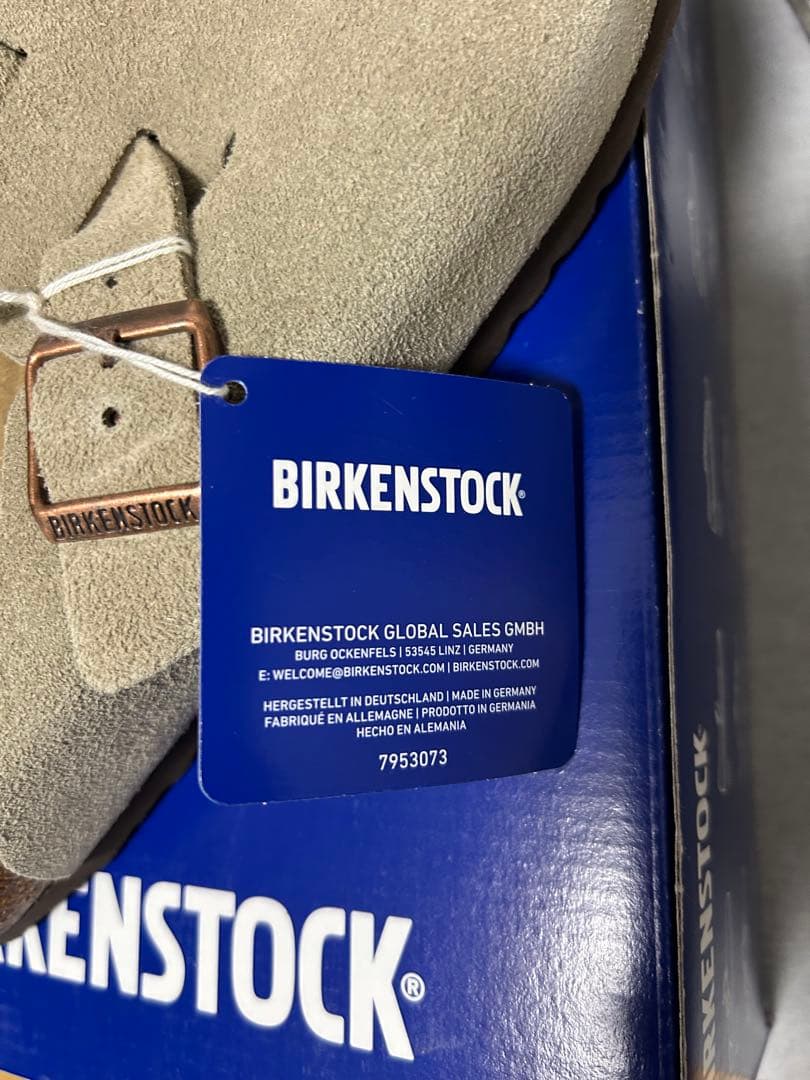 BIRKENSTOCK
BIRKENSTOCK®
BIRKENSTOCK GLOBAL SALES GMBH
BURG OCKENFELS | 53545 LINZ | GERMANY
E: WELCOME@BIRKENSTOCK.COM | BIRKENSTOCK.COM
HERGESTELLT IN DEUTSCHLAND | MADE IN GERMANY
FABRIQUÉ EN ALLEMAGNE | PRODOTTO IN GERMANIA
HECHO EN ALEMANIA
7953073
RKENSTOCK
KENSTOCK®